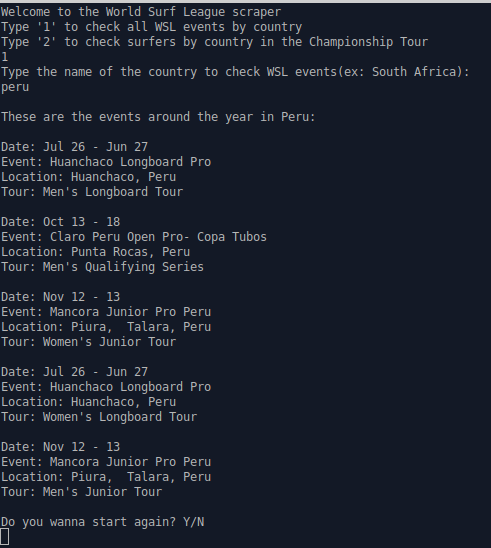 Welcome to the World Surf League scraper
Type '1' to check all WSL events by country
Type '2' to check surfers by country in the Championship Tour
1
Type the name of the country to check WSL events(ex: South Africa):
peru
These are the events around the year in Peru:
Date: Jul 26 - Jun 27
Event: Huanchaco Longboard Pro
Location: Huanchaco, Peru
Tour: Men's Longboard Tour
Date: Oct 13 - 18
Event: Claro Peru Open Pro- Copa Tubos
Location: Punta Rocas, Peru
Tour: Men's Qualifying Series
Date: Nov 12 - 13
Event: Mancora Junior Pro Peru
Location: Piura,  Talara, Peru
Tour: Women's Junior Tour
Date: Jul 26 - Jun 27
Event: Huanchaco Longboard Pro
Location: Huanchaco, Peru
Tour: Women's Longboard Tour
Date: Nov 12 - 13
Event: Mancora Junior Pro Peru
Location: Piura,  Talara, Peru
Tour: Men's Junior Tour
Do you wanna start again? Y/N